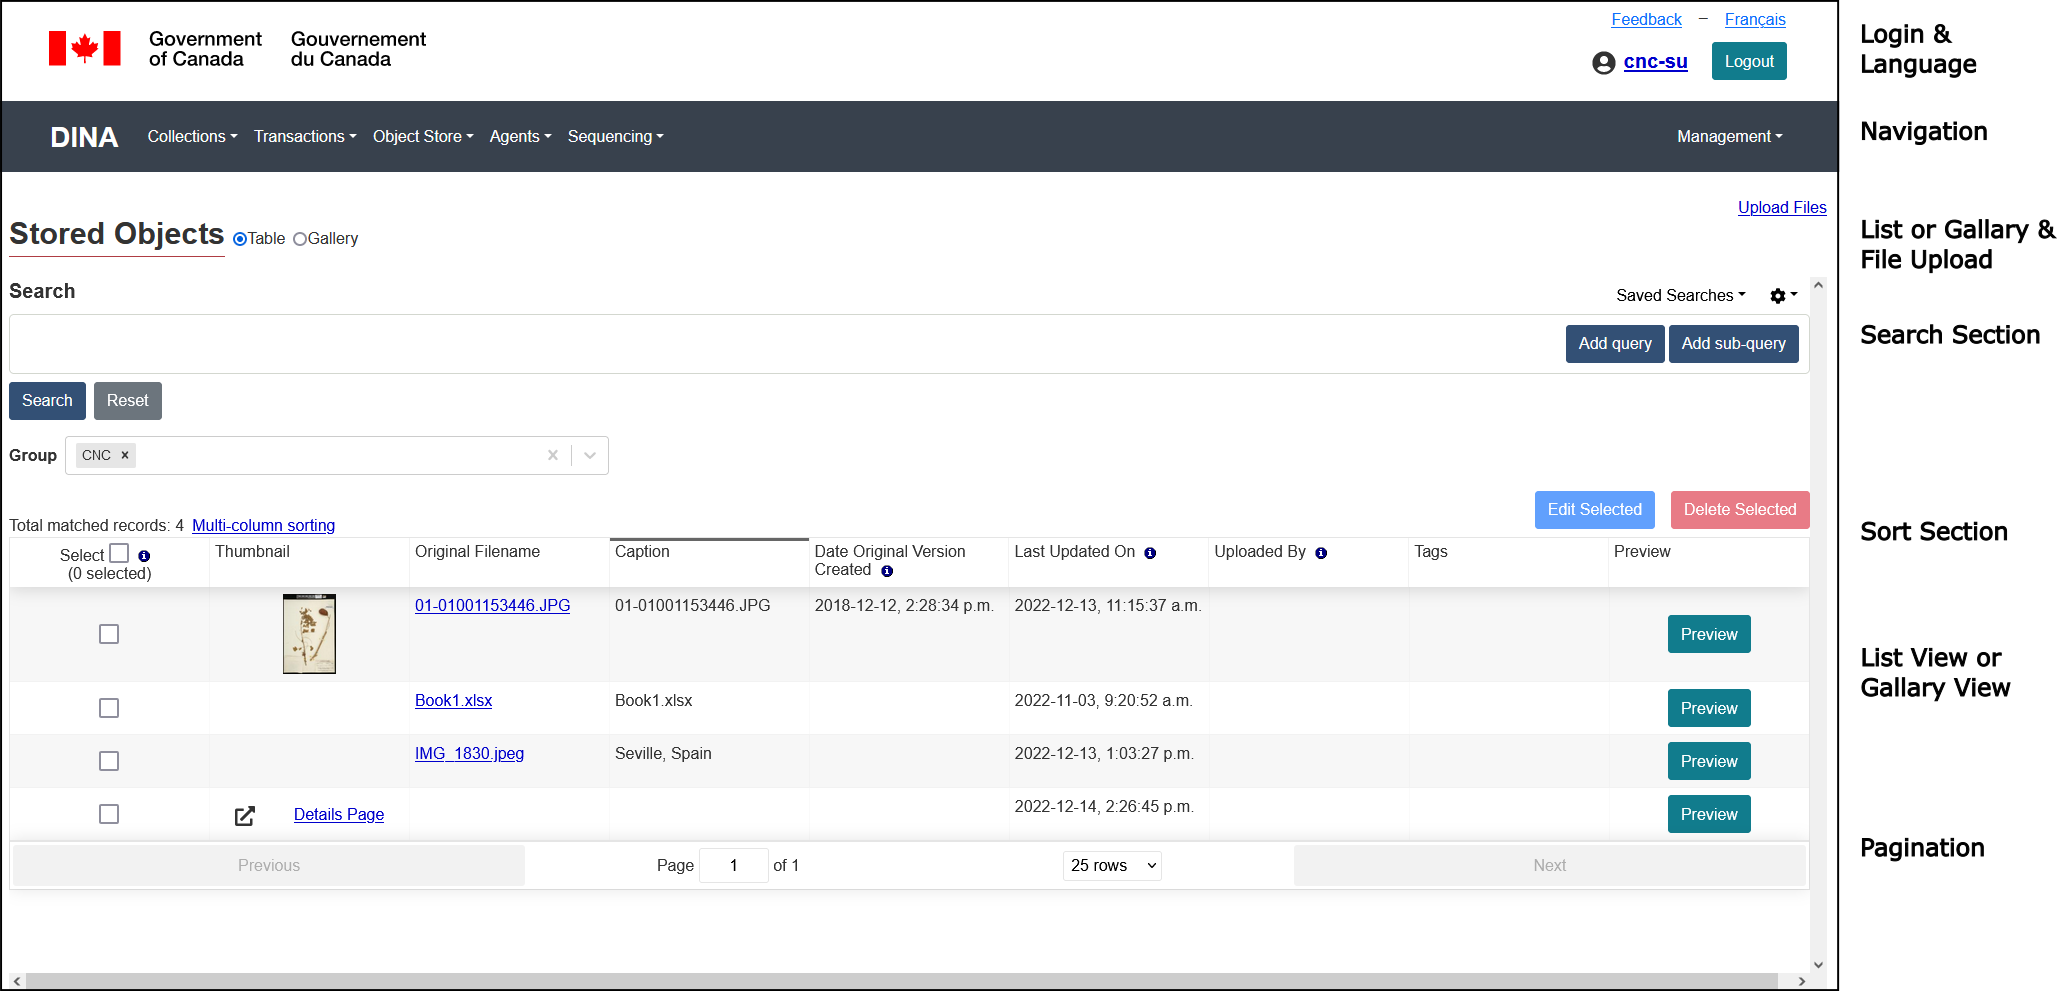 Feedback – Français
Government of Canada
Gouvernement du Canada
cnc-su Logout
Login & Language
DINA Collections Transactions Object Store Agents Sequencing Management
Navigation
Upload Files
Stored Objects Table Gallery
List or Gallary & File Upload
Search
Saved Searches
Add query Add sub-query
Search Section
Search Reset
Group CNC ×
Edit Selected Delete Selected
Total matched records: 4 Multi-column sorting
Sort Section
Select (0 selected) Thumbnail Original Filename Caption Date Original Version Created Last Updated On Uploaded By Tags Preview
01-01001153446.JPG 01-01001153446.JPG 2018-12-12, 2:28:34 p.m. 2022-12-13, 11:15:37 a.m. Preview
List View or Gallary View
Book1.xlsx Book1.xlsx 2022-11-03, 9:20:52 a.m. Preview
IMG_1830.jpeg Seville, Spain 2022-12-13, 1:03:27 p.m. Preview
Details Page 2022-12-14, 2:26:45 p.m. Preview
Previous Page 1 of 1 25 rows Next
Pagination